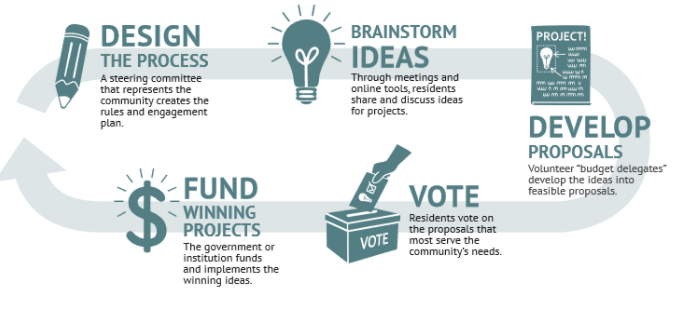 DESIGN
THE PROCESS
A steering committee
that represents the
community creates the
rules and engagement
plan.
BRAINSTORM
IDEAS
Through meetings and
online tools, residents
share and discuss ideas
for projects.
PROJECT!
DEVELOP
PROPOSALS
Volunteer "budget delegates"
develop the ideas into
feasible proposals.
VOTE
Residents vote on
the proposals that
most serve the
community's needs.
VOTE
FUND
WINNING
PROJECTS
The government or
institution funds
and implements the
winning ideas.